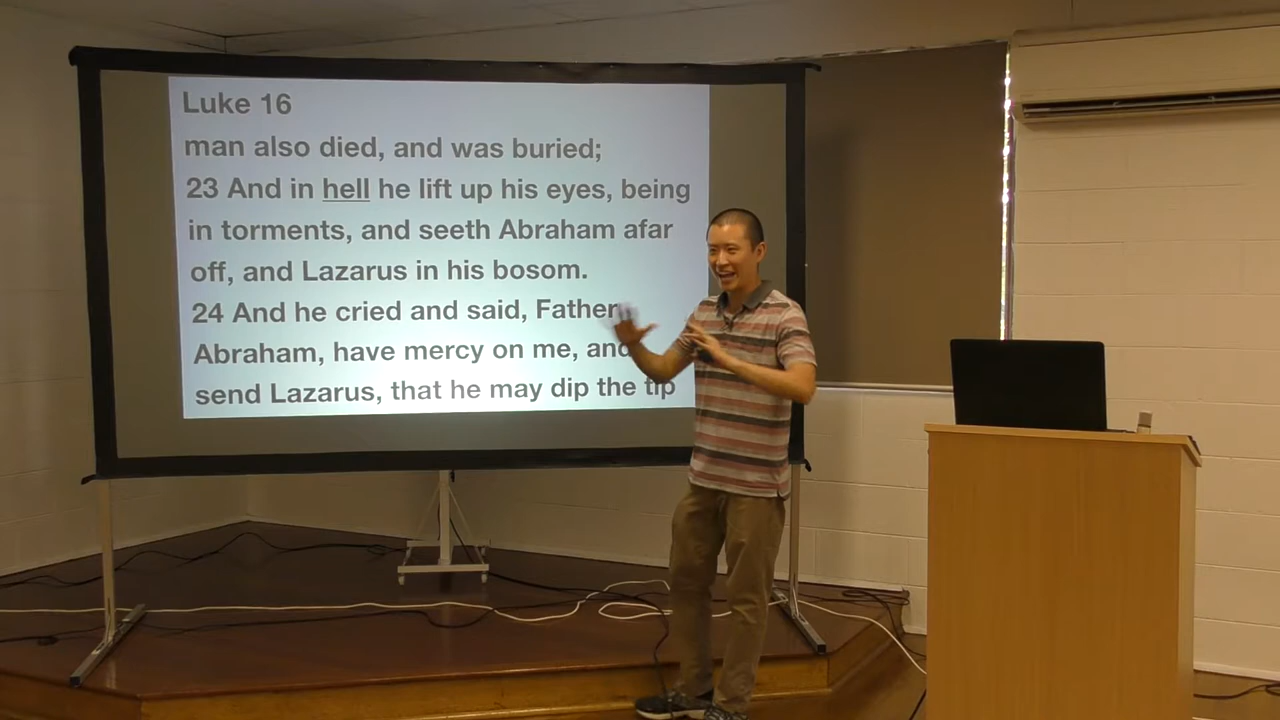 Luke 16
man also died, and was buried;
23 And in hell he lift up his eyes, being
in torments, and seeth Abraham afar
off, and Lazarus in his bosom.
24 And he cried and said, Father
Abraham, have mercy on me, and
send Lazarus, that he may dip the tip